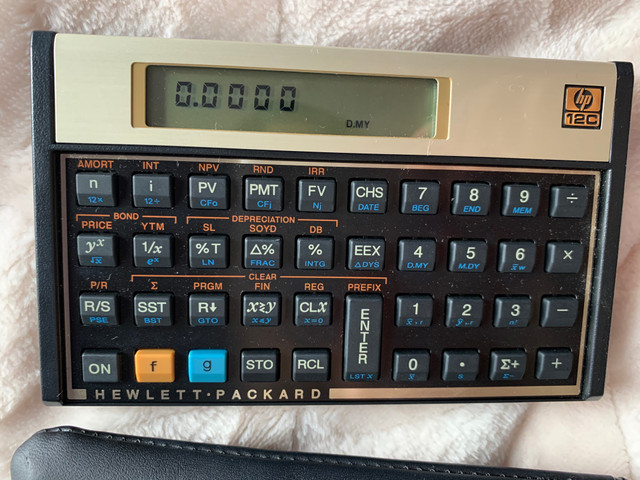 0.0000
D.MY
hp
12C
AMORT INT NPV RND IRR
n i PV PMT FV CHS 7 8 9 ÷
12× 12÷ CFo CFj Nj DATE BEG END MEM
BOND DEPRECIATION
PRICE YTM SL SOYD DB
yˣ 1/x %T Δ% % EEX 4 5 6 ×
√x eˣ LN FRAC INTG ΔDYS D.MY M.DY x̄w
CLEAR
P/R Σ PRGM FIN REG PREFIX
R/S SST R↓ x≷y CLx ENTER 1 2 3 −
PSE BST GTO x≤y x=0 x̂,r ŷ,r n!
ON f g STO RCL 0 • Σ+ +
LST x x̄ s Σ−
HEWLETT·PACKARD